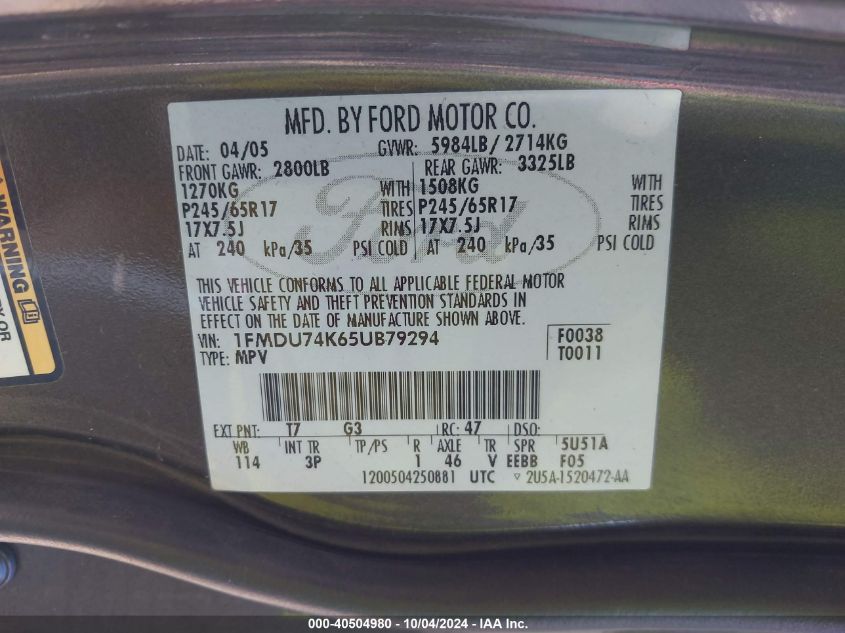 MFD. BY FORD MOTOR CO.
DATE: 04/05 GVWR: 5984LB/ 2714KG
FRONT GAWR: 2800LB REAR GAWR: 3325LB
1270KG WITH 1508KG WITH
P245/65R17 TIRES P245/65R17 TIRES
17X7.5J RIMS 17X7.5J RIMS
AT 240 kPa/35 PSI COLD AT 240 kPa/35 PSI COLD
Ford
THIS VEHICLE CONFORMS TO ALL APPLICABLE FEDERAL MOTOR
VEHICLE SAFETY AND THEFT PREVENTION STANDARDS IN
EFFECT ON THE DATE OF MANUFACTURE SHOWN ABOVE.
VIN: 1FMDU74K65UB79294 F0038
TYPE: MPV T0011
EXT PNT: T7 G3 RC: 47 DSO:
WB INT TR TP/PS R AXLE TR SPR 5U51A
114 3P 1 46 V EEBB F05
1200504250881 UTC ▽ 2U5A-1520472-AA
WARNING
Y OR
000-40504980 - 10/04/2024 - IAA Inc.